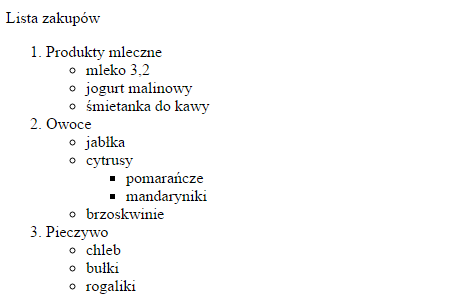 Lista zakupów
1. Produkty mleczne
mleko 3,2
jogurt malinowy
śmietanka do kawy
2. Owoce
jabłka
cytrusy
pomarańcze
mandaryniki
brzoskwinie
3. Pieczywo
chleb
bułki
rogaliki